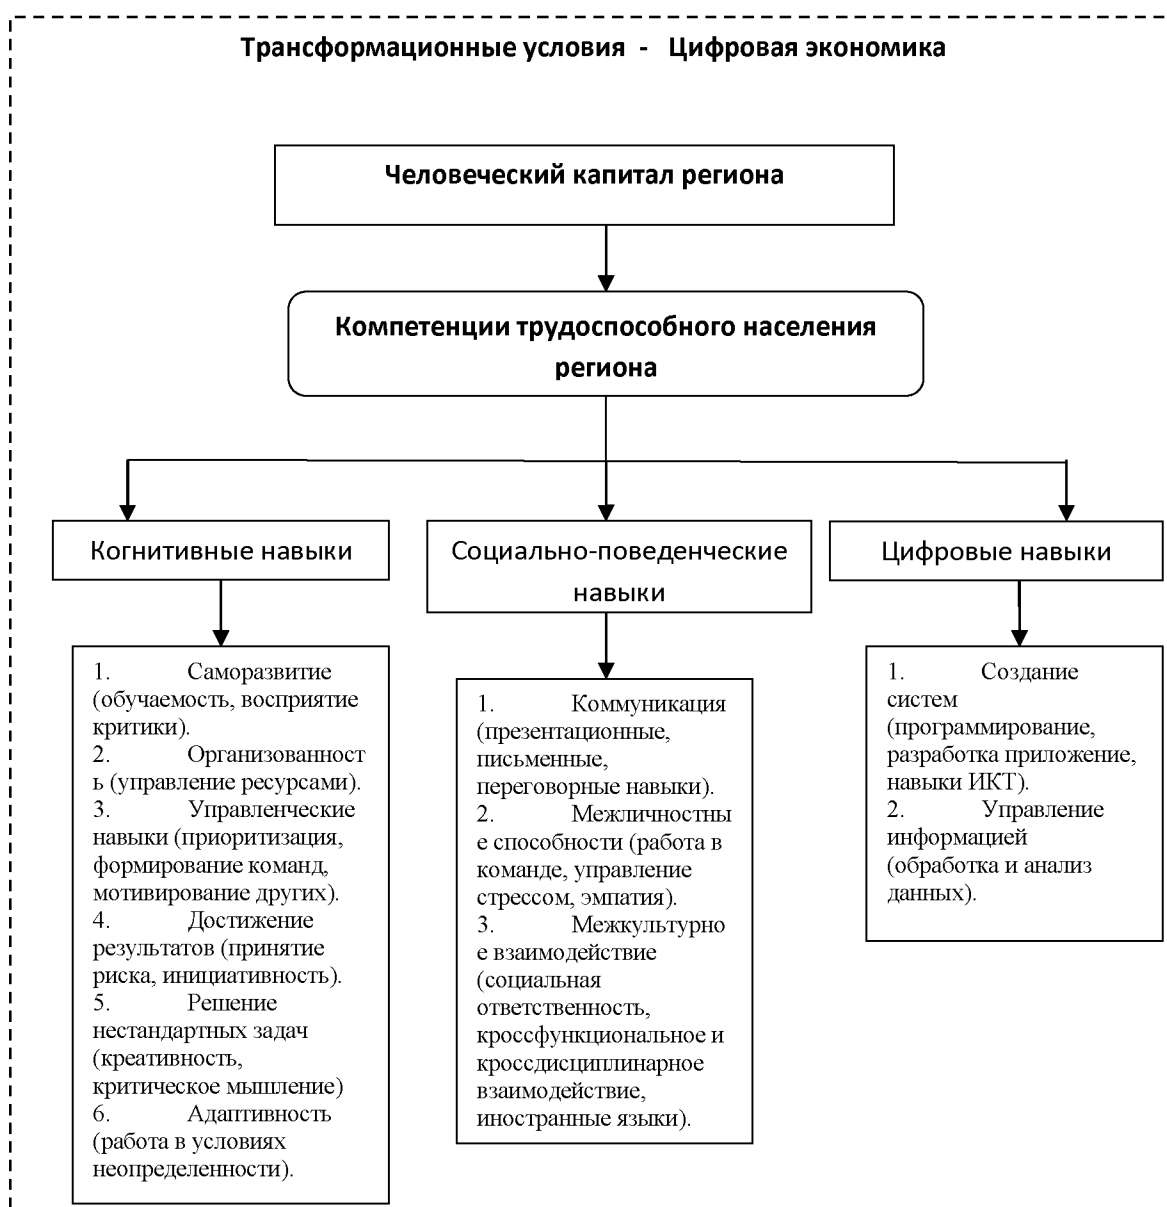 Трансформационные условия - Цифровая экономика
Человеческий капитал региона
Компетенции трудоспособного населения
региона
Когнитивные навыки
Социально-поведенческие
навыки
Цифровые навыки
1. Саморазвитие
(обучаемость, восприятие
критики).
2. Организованност
ь (управление ресурсами).
3. Управленческие
навыки (приоритизация,
формирование команд,
мотивирование других).
4. Достижение
результатов (принятие
риска, инициативность).
5. Решение
нестандартных задач
(креативность,
критическое мышление)
6. Адаптивность
(работа в условиях
неопределенности).
1. Коммуникация
(презентационные,
письменные,
переговорные навыки).
2. Межличностны
е способности (работа в
команде, управление
стрессом, эмпатия).
3. Межкультурно
е взаимодействие
(социальная
ответственность,
кроссфункциональное и
кроссдисциплинарное
взаимодействие,
иностранные языки).
1. Создание
систем
(программирование,
разработка приложение,
навыки ИКТ).
2. Управление
информацией
(обработка и анализ
данных).